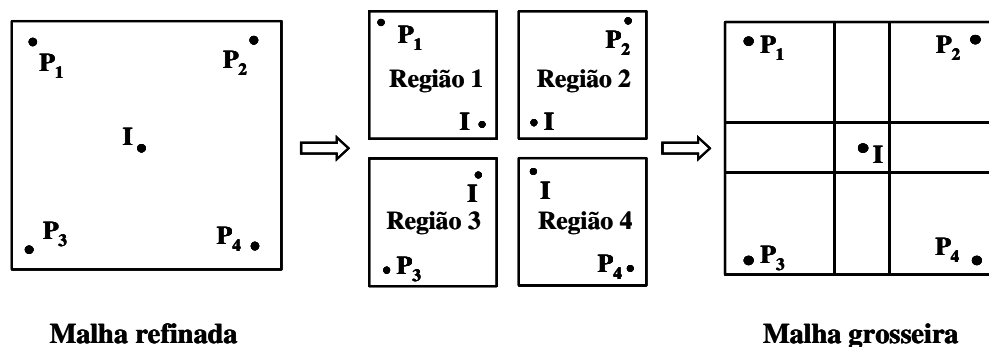 P1
P2
I
P3
P4
Malha refinada
P1
Região 1
I
P2
Região 2
I
I
Região 3
P3
I
Região 4
P4
P1
P2
I
P3
P4
Malha grosseira